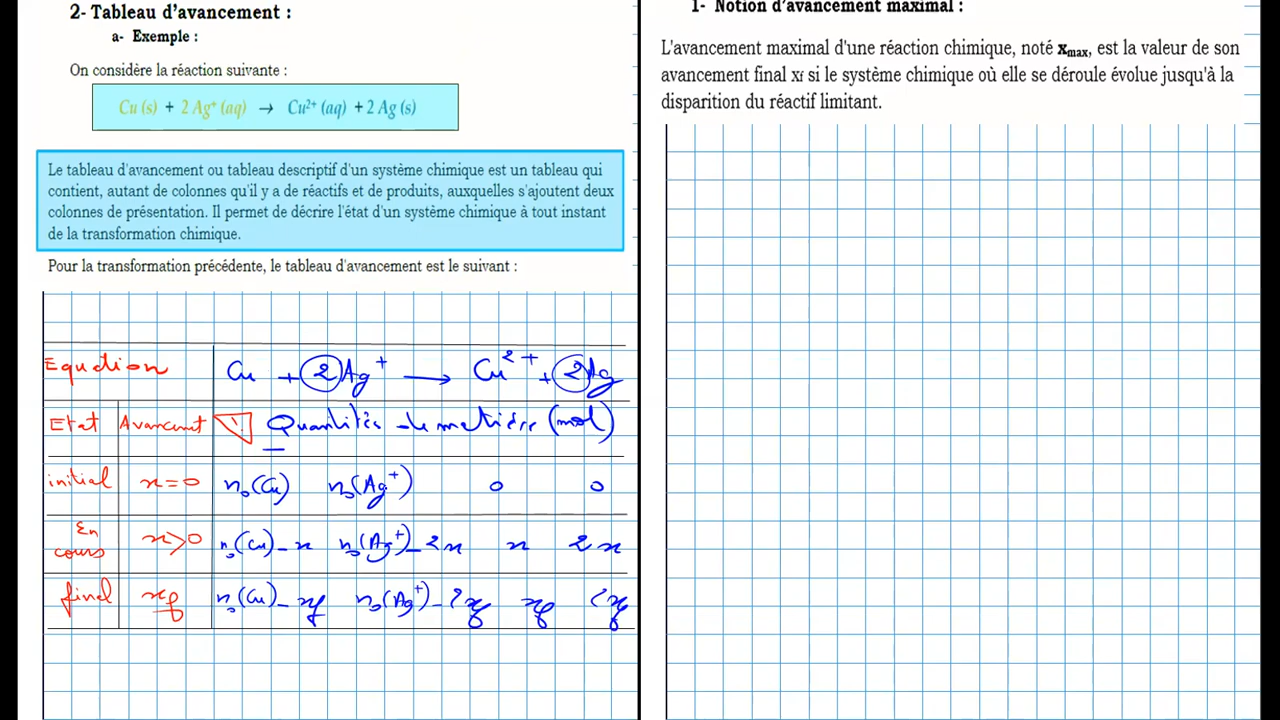 2- Tableau d'avancement :
a- Exemple :
On considère la réaction suivante :
Cu (s) + 2 Ag⁺ (aq) → Cu²⁺ (aq) + 2 Ag (s)
Le tableau d'avancement ou tableau descriptif d'un système chimique est un tableau qui
contient, autant de colonnes qu'il y a de réactifs et de produits, auxquelles s'ajoutent deux
colonnes de présentation. Il permet de décrire l'état d'un système chimique à tout instant
de la transformation chimique.
Pour la transformation précédente, le tableau d'avancement est le suivant :
Equation Cu + 2Ag⁺ → Cu²⁺ + 2Ag
Etat Avancemt Quantités de matière (mol)
initial x=0 n₀(Cu) n₀(Ag⁺) 0 0
En cours x>0 n₀(Cu)-x n₀(Ag⁺)-2x x 2x
final xf n₀(Cu)-xf n₀(Ag⁺)-2xf xf 2xf
1- Notion d'avancement maximal :
L'avancement maximal d'une réaction chimique, noté xmax, est la valeur de son
avancement final xf si le système chimique où elle se déroule évolue jusqu'à la
disparition du réactif limitant.